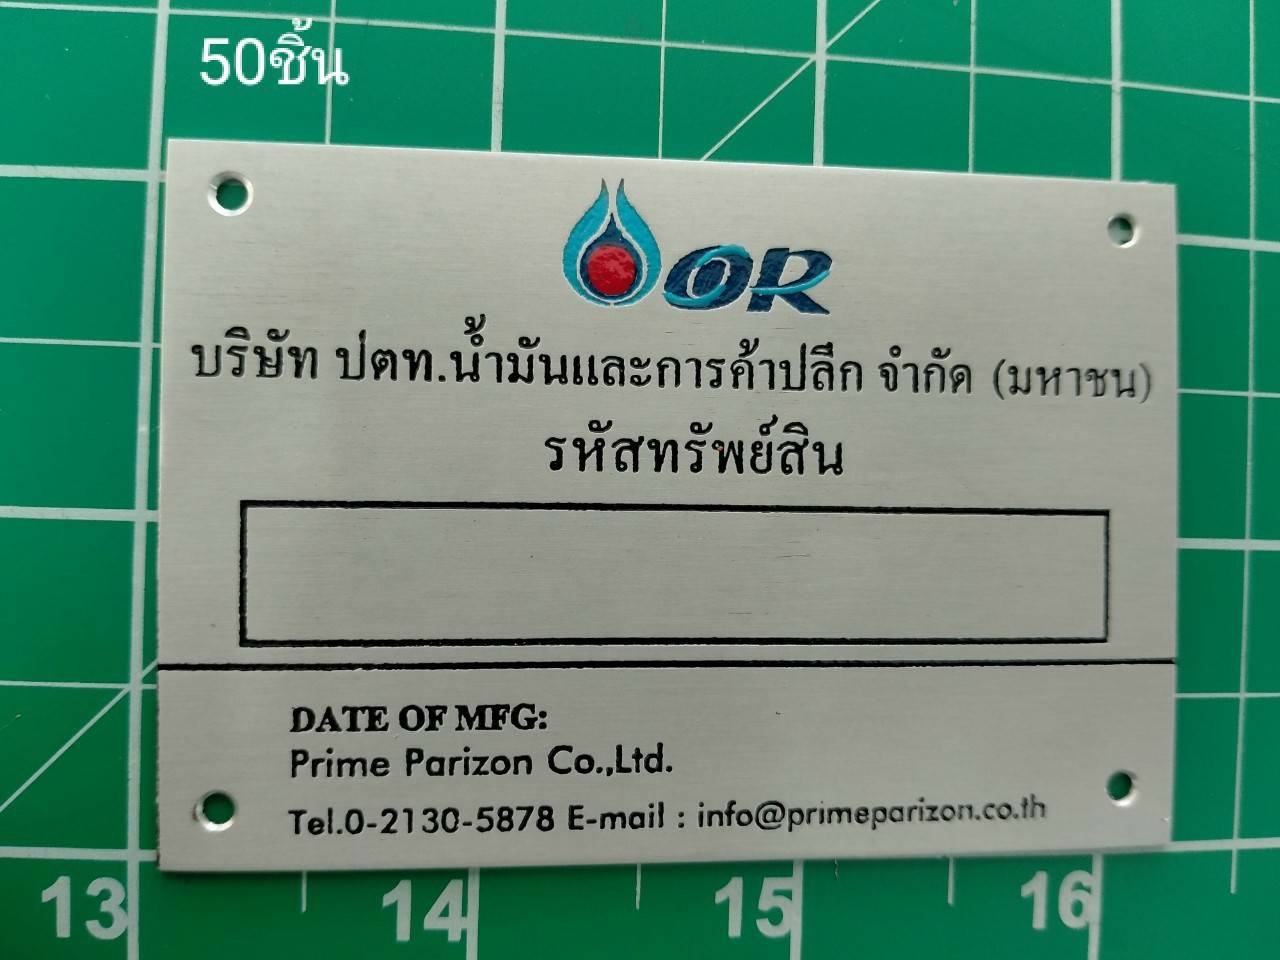 50ชิ้น
OR
บริษัท ปตท.น้ำมันและการค้าปลีก จำกัด (มหาชน)
รหัสทรัพย์สิน
DATE OF MFG:
Prime Parizon Co.,Ltd.
Tel.0-2130-5878 E-mail : info@primeparizon.co.th
13 14 15 16